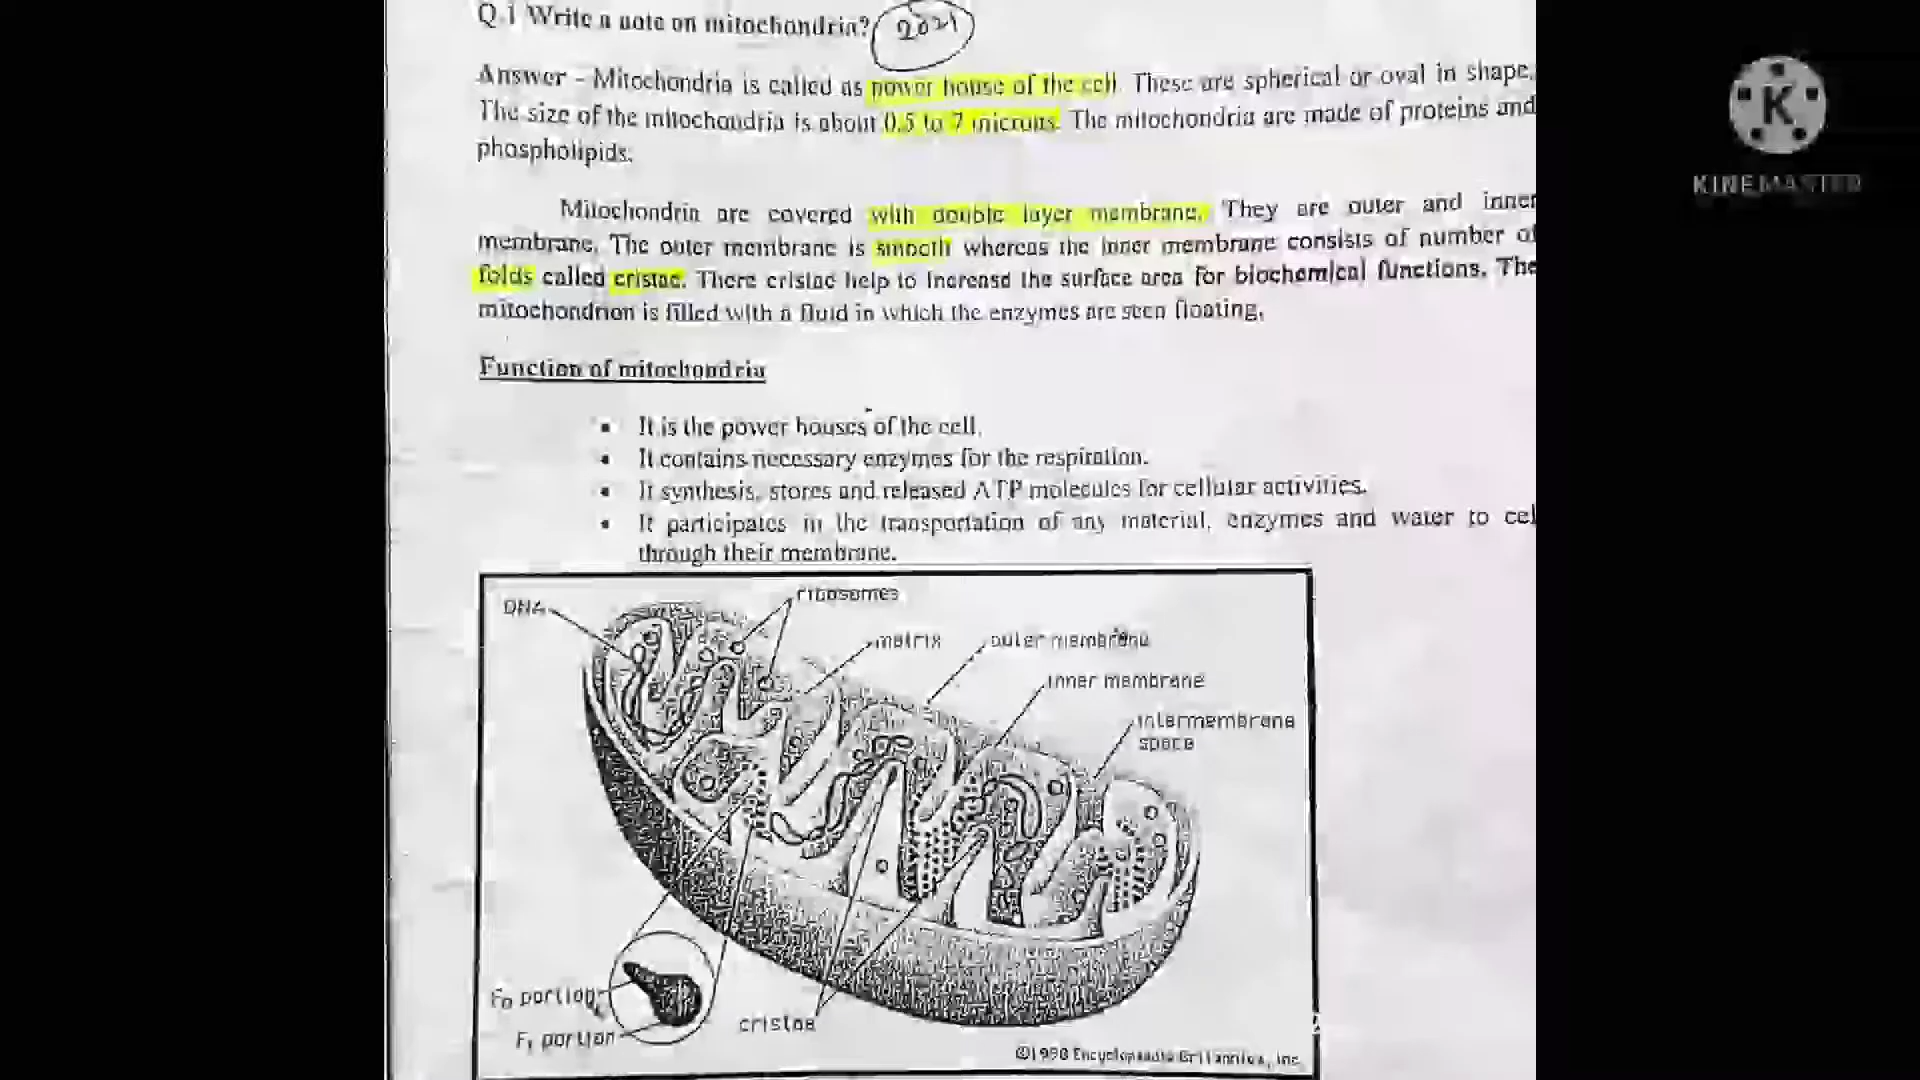 Q.1 Write a note on mitochondria? 2021
Answer – Mitochondria is called as power house of the cell. These are spherical or oval in shape.
The size of the mitochondria is about 0.5 to 7 microns. The mitochondria are made of proteins and
phospholipids.
Mitochondria are covered with double layer membrane. They are outer and inner
membrane. The outer membrane is smooth whereas the inner membrane consists of number of
folds called cristae. There cristae help to increase the surface area for biochemical functions. The
mitochondrion is filled with a fluid in which the enzymes are seen floating.
Function of mitochondria
• It is the power houses of the cell.
• It contains necessary enzymes for the respiration.
• It synthesis, stores and released ATP molecules for cellular activities.
• It participates in the transportation of any material, enzymes and water to cel
through their membrane.
DNA
ribosomes
matrix
outer membrane
inner membrane
intermembrane
space
F₀ portion
F₁ portion
cristae
©1998 Encyclopaedia Britannica, Inc.
K
KINEMASTER